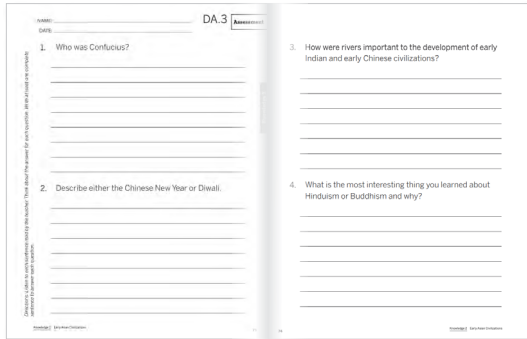 NAME:
DATE:
DA.3 Assessment
1. Who was Confucius?
2. Describe either the Chinese New Year or Diwali.
Directions: Listen to each sentence read by the teacher. Think about the answer for each question. Write at least one complete
sentence to answer each question.
Knowledge 2 Early Asian Civilizations
3. How were rivers important to the development of early
Indian and early Chinese civilizations?
4. What is the most interesting thing you learned about
Hinduism or Buddhism and why?
Knowledge 2 Early Asian Civilizations